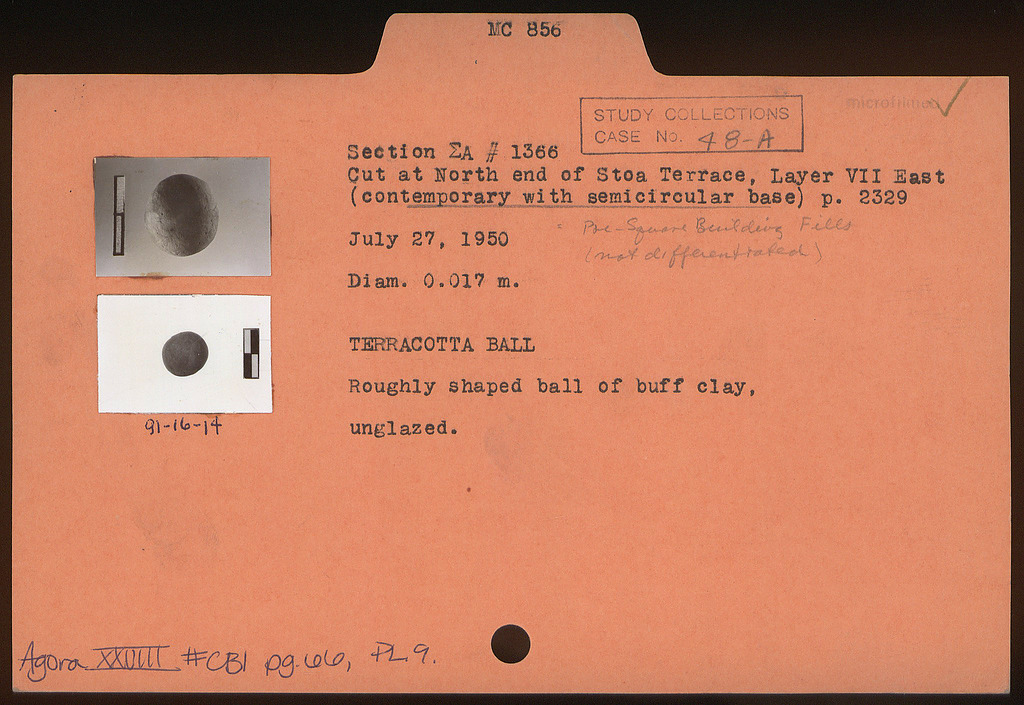 MC 856
microfilmed
STUDY COLLECTIONS
CASE No. 48-A
Section ΣA # 1366
Cut at North end of Stoa Terrace, Layer VII East
(contemporary with semicircular base) p. 2329
= Pre-Square Building Fills
(not differentiated)
July 27, 1950
Diam. 0.017 m.
TERRACOTTA BALL
Roughly shaped ball of buff clay,
unglazed.
91-16-14
Agora XXVIII #CB1 pg. 66, PL 9.